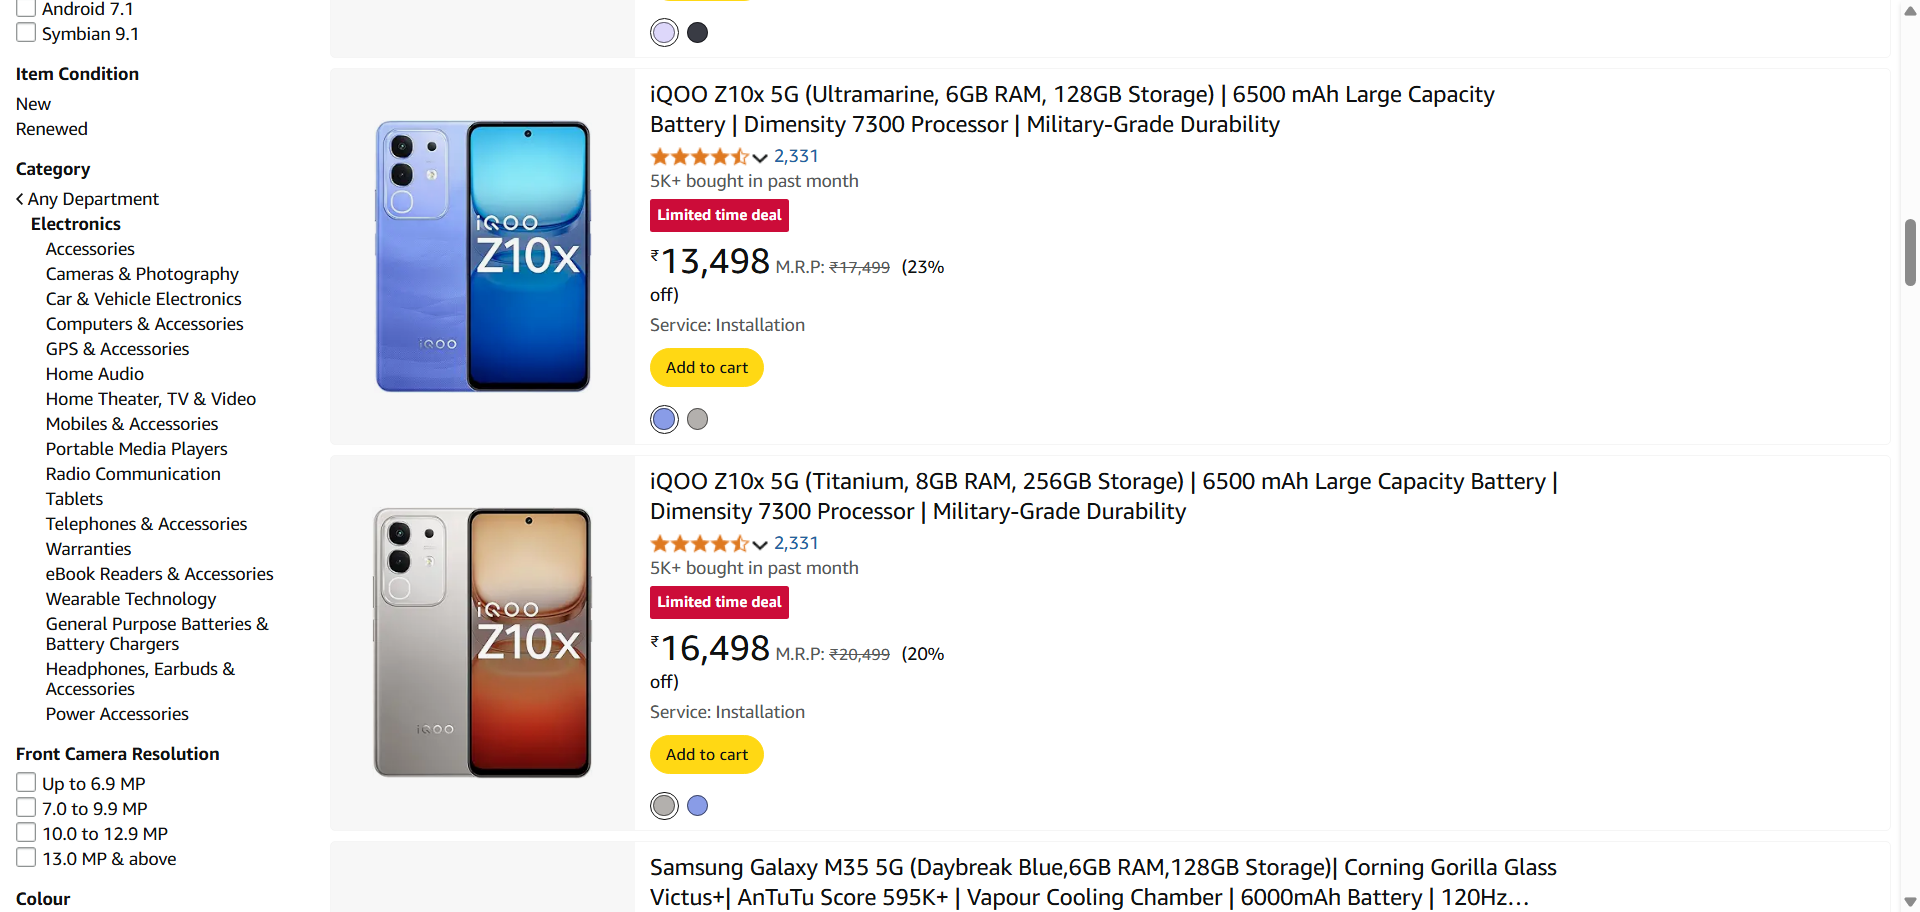 Android 7.1
Symbian 9.1
Item Condition
New
Renewed
Category
Any Department
Electronics
Accessories
Cameras & Photography
Car & Vehicle Electronics
Computers & Accessories
GPS & Accessories
Home Audio
Home Theater, TV & Video
Mobiles & Accessories
Portable Media Players
Radio Communication
Tablets
Telephones & Accessories
Warranties
eBook Readers & Accessories
Wearable Technology
General Purpose Batteries &
Battery Chargers
Headphones, Earbuds &
Accessories
Power Accessories
Front Camera Resolution
Up to 6.9 MP
7.0 to 9.9 MP
10.0 to 12.9 MP
13.0 MP & above
Colour
iQOO
Z10x
iQOO
iQOO Z10x 5G (Ultramarine, 6GB RAM, 128GB Storage) | 6500 mAh Large Capacity
Battery | Dimensity 7300 Processor | Military-Grade Durability
2,331
5K+ bought in past month
Limited time deal
₹13,498 M.R.P: ₹17,499 (23%
off)
Service: Installation
Add to cart
iQOO
Z10x
iQOO
iQOO Z10x 5G (Titanium, 8GB RAM, 256GB Storage) | 6500 mAh Large Capacity Battery |
Dimensity 7300 Processor | Military-Grade Durability
2,331
5K+ bought in past month
Limited time deal
₹16,498 M.R.P: ₹20,499 (20%
off)
Service: Installation
Add to cart
Samsung Galaxy M35 5G (Daybreak Blue,6GB RAM,128GB Storage)| Corning Gorilla Glass
Victus+| AnTuTu Score 595K+ | Vapour Cooling Chamber | 6000mAh Battery | 120Hz...